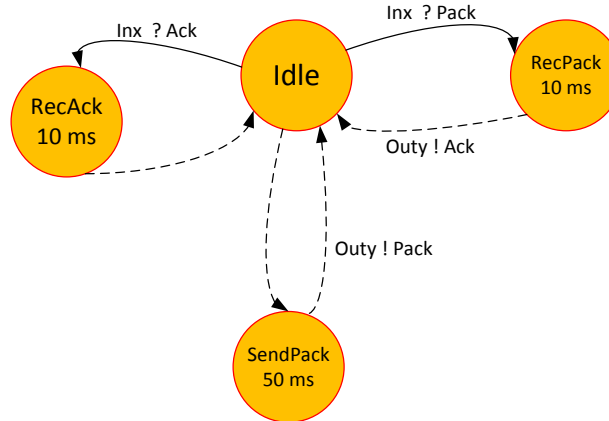 Inx ? Ack
Inx ? Pack
Idle
RecPack
10 ms
RecAck
10 ms
Outy ! Ack
Outy ! Pack
SendPack
50 ms